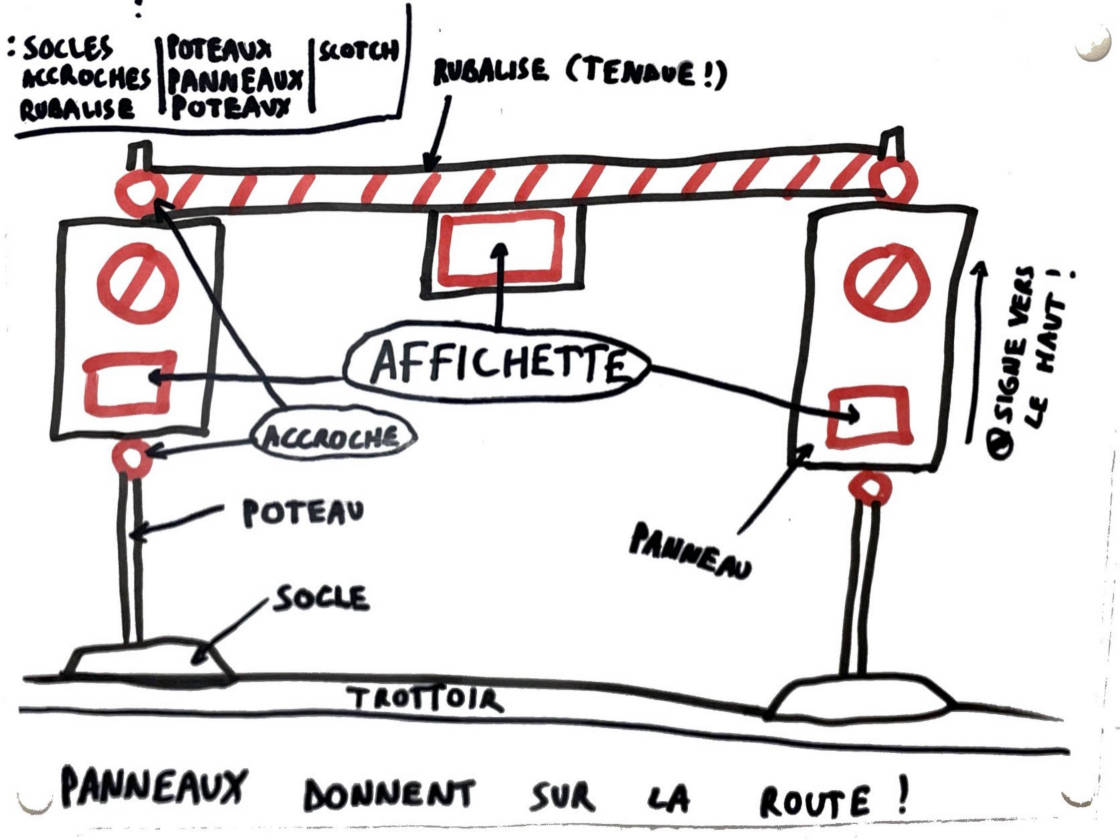 : SOCLES | POTEAUX | SCOTCH
ACCROCHES | PANNEAUX |
RUBALISE | POTEAUX |
RUBALISE (TENDUE!)
SIGNE VERS
LE HAUT!
AFFICHETTE
ACCROCHE
POTEAU
PANNEAU
SOCLE
TROTTOIR
PANNEAUX DONNENT SUR LA ROUTE !